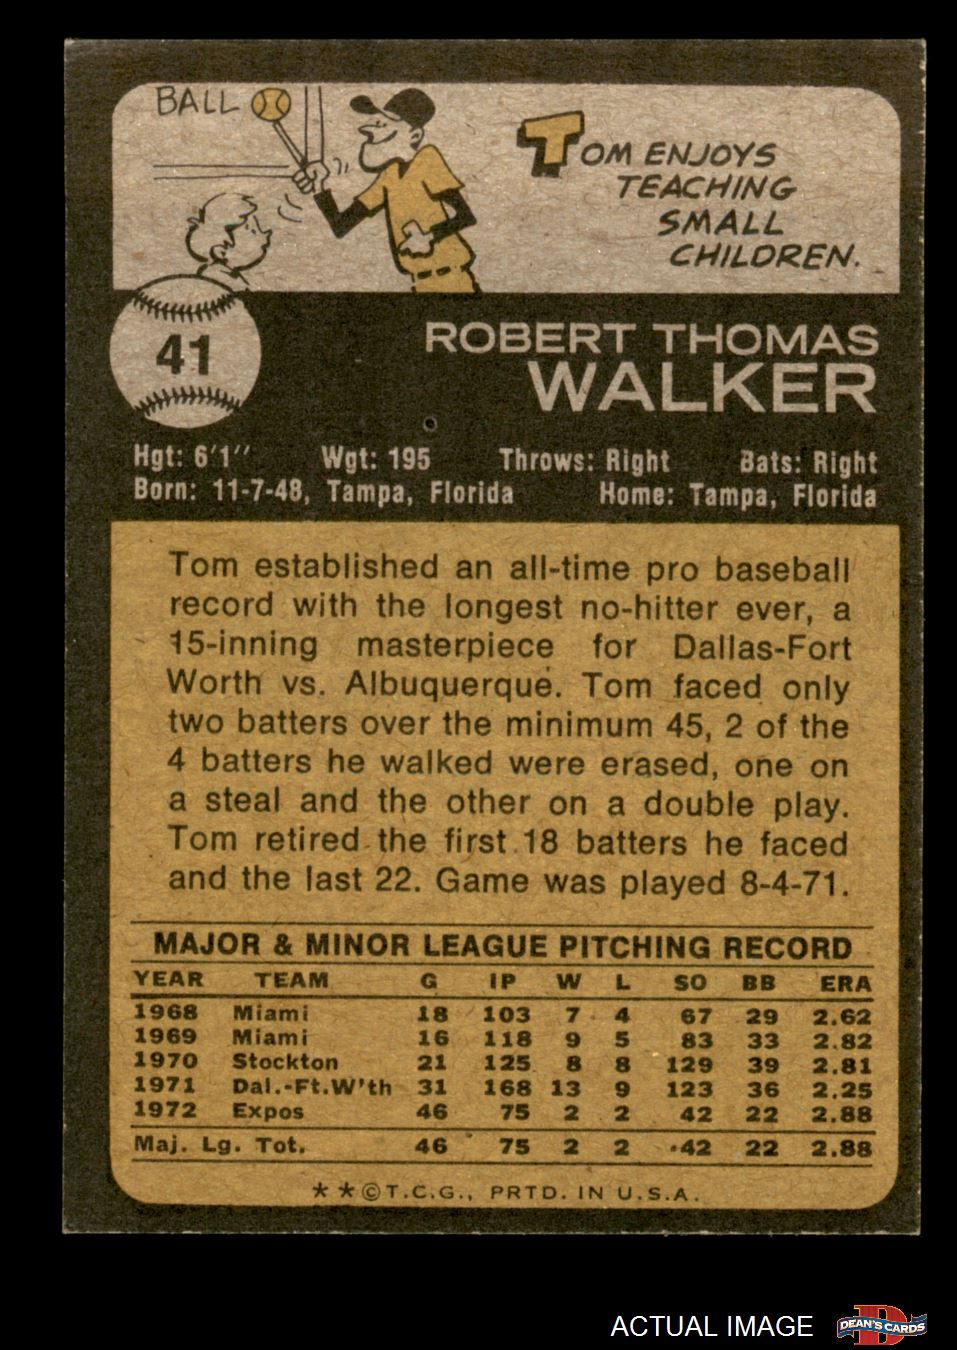 BALL
TOM ENJOYS
TEACHING
SMALL
CHILDREN.
41
ROBERT THOMAS
WALKER
Hgt: 6'1" Wgt: 195 Throws: Right Bats: Right
Born: 11-7-48, Tampa, Florida Home: Tampa, Florida
Tom established an all-time pro baseball
record with the longest no-hitter ever, a
15-inning masterpiece for Dallas-Fort
Worth vs. Albuquerque. Tom faced only
two batters over the minimum 45, 2 of the
4 batters he walked were erased, one on
a steal and the other on a double play.
Tom retired the first 18 batters he faced
and the last 22. Game was played 8-4-71.
MAJOR & MINOR LEAGUE PITCHING RECORD
YEAR TEAM G IP W L SO BB ERA
1968 Miami 18 103 7 4 67 29 2.62
1969 Miami 16 118 9 5 83 33 2.82
1970 Stockton 21 125 8 8 129 39 2.81
1971 Dal.-Ft.W'th 31 168 13 9 123 36 2.25
1972 Expos 46 75 2 2 42 22 2.88
Maj. Lg. Tot. 46 75 2 2 42 22 2.88
* * © T.C.G., PRTD. IN U.S.A.
ACTUAL IMAGE
D
DEAN'S CARDS